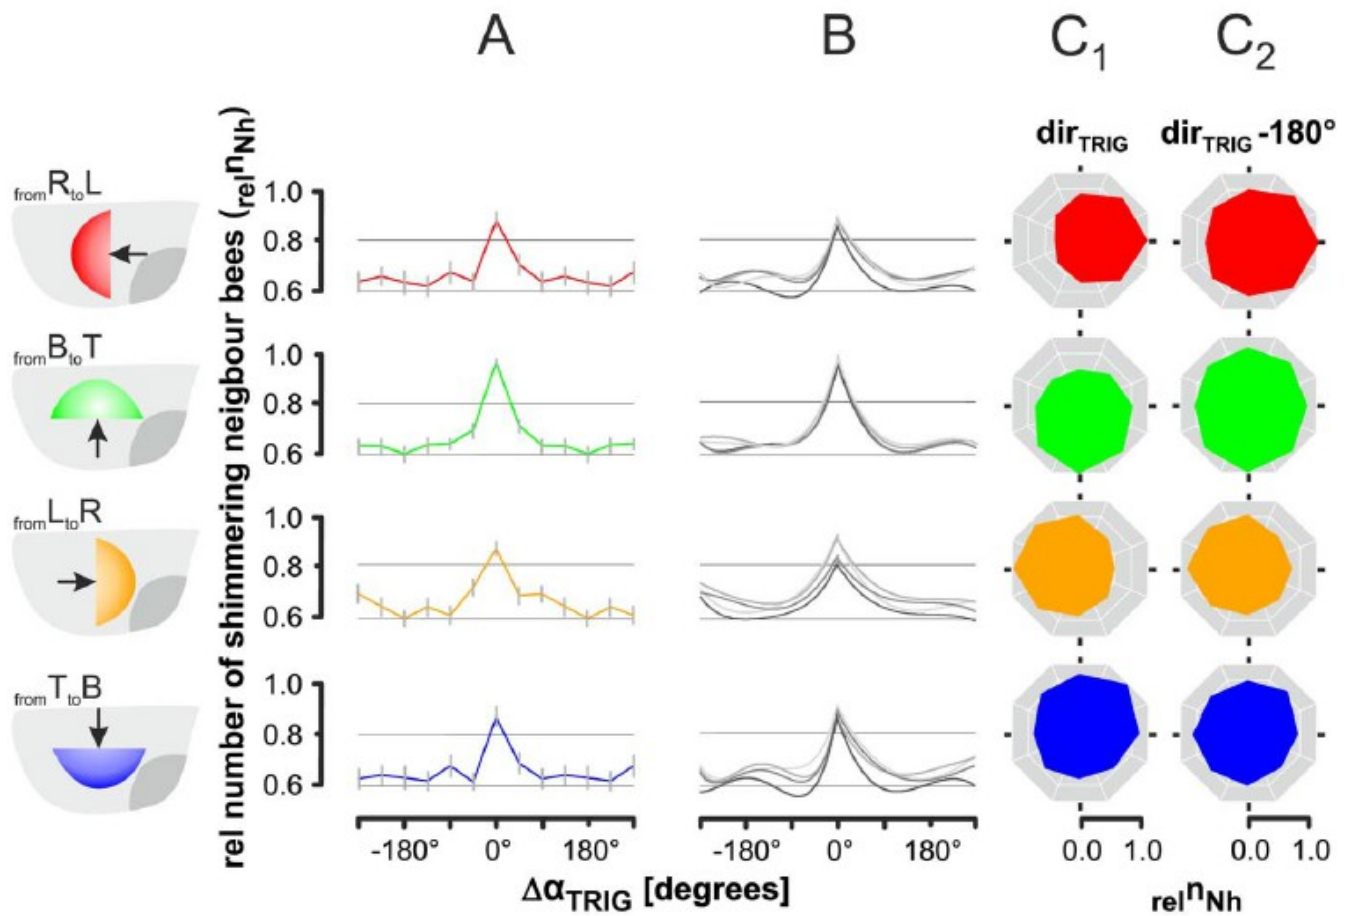 A B C1 C2
dirTRIG dirTRIG -180°
rel number of shimmering neigbour bees (relnNh)
fromRtoL
1.0
0.8
0.6
fromBtoT
1.0
0.8
0.6
fromLtoR
1.0
0.8
0.6
fromTtoB
1.0
0.8
0.6
-180° 0° 180° -180° 0° 180° 0.0 1.0 0.0 1.0
ΔαTRIG [degrees] relnNh